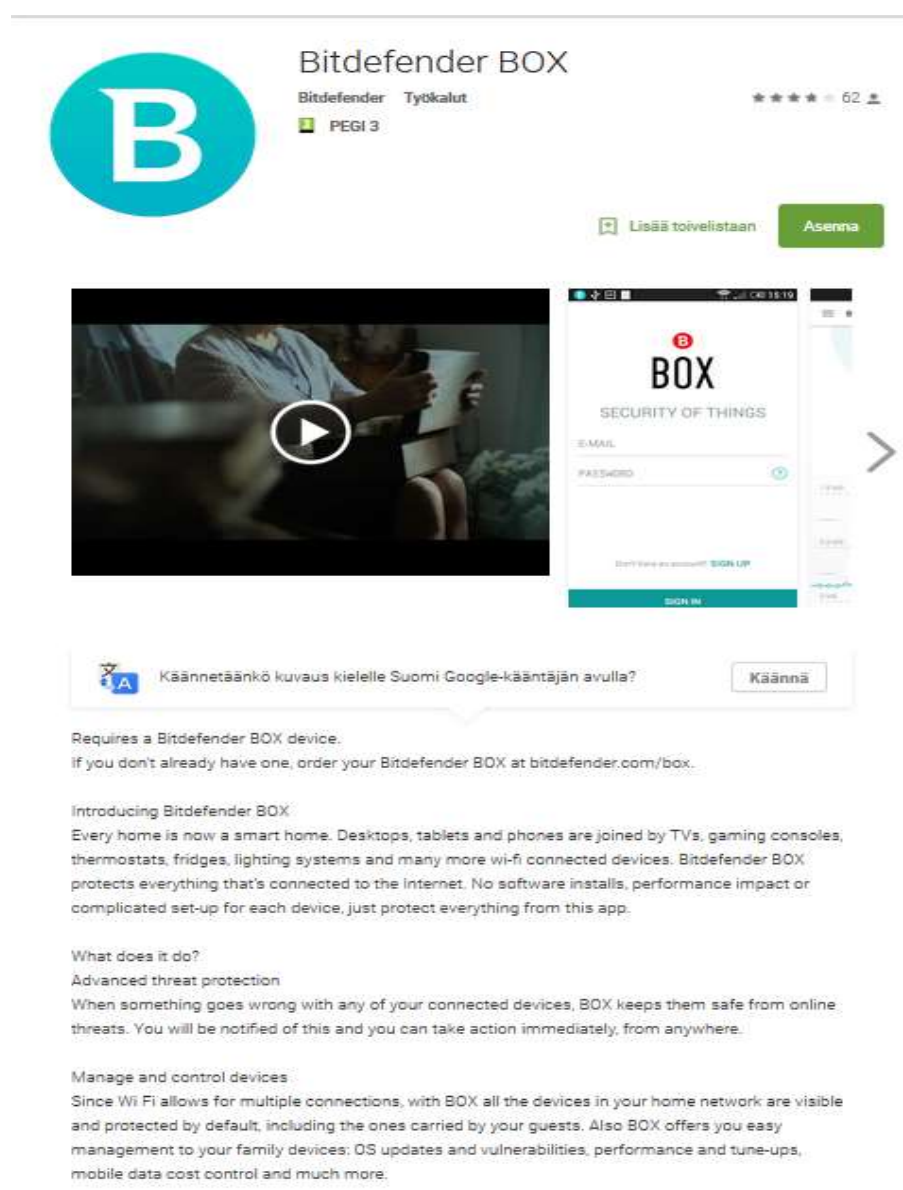 Bitdefender BOX
Bitdefender Työkalut
62
PEGI 3
B
Lisää toivelistaan
Asenna
15:19
B
BOX
SECURITY OF THINGS
E-MAIL
PASSWORD
Don't have an account? SIGN UP
SIGN IN
Käännetäänkö kuvaus kielelle Suomi Google-kääntäjän avulla?
Käännä
Requires a Bitdefender BOX device.
If you don't already have one, order your Bitdefender BOX at bitdefender.com/box.
Introducing Bitdefender BOX
Every home is now a smart home. Desktops, tablets and phones are joined by TVs, gaming consoles,
thermostats, fridges, lighting systems and many more wi-fi connected devices. Bitdefender BOX
protects everything that's connected to the Internet. No software installs, performance impact or
complicated set-up for each device, just protect everything from this app.
What does it do?
Advanced threat protection
When something goes wrong with any of your connected devices, BOX keeps them safe from online
threats. You will be notified of this and you can take action immediately, from anywhere.
Manage and control devices
Since Wi Fi allows for multiple connections, with BOX all the devices in your home network are visible
and protected by default, including the ones carried by your guests. Also BOX offers you easy
management to your family devices: OS updates and vulnerabilities, performance and tune-ups,
mobile data cost control and much more.